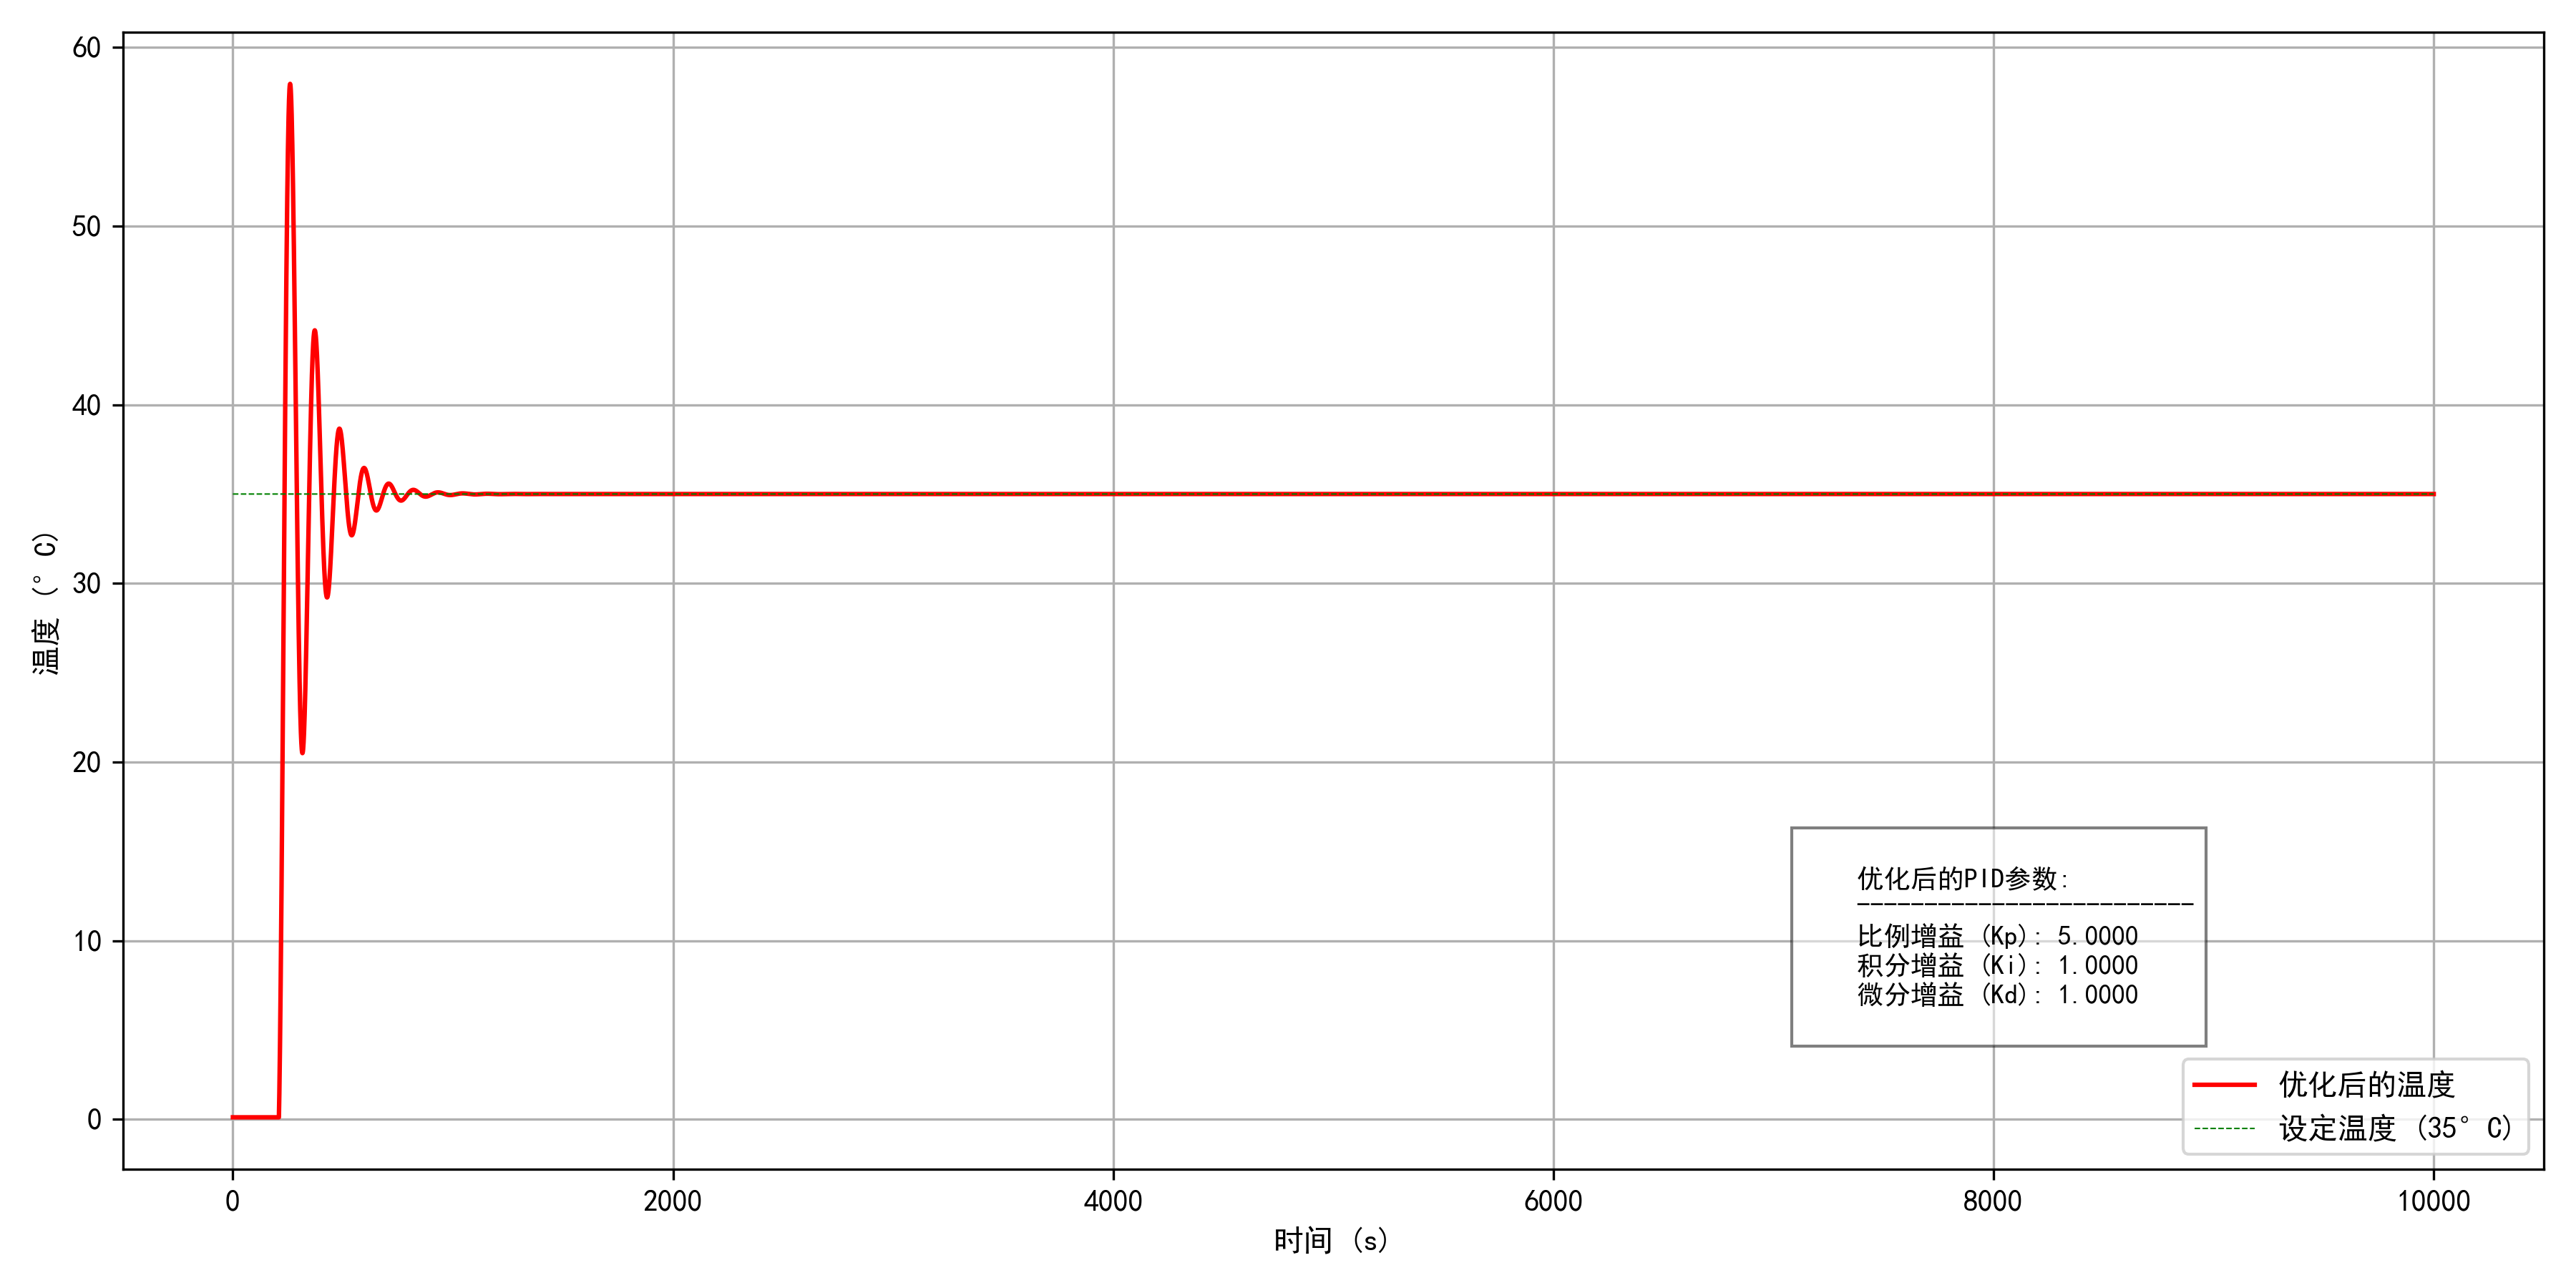 60
50
40
30
20
10
0
温度 (°C)
0
2000
4000
6000
8000
10000
时间 (s)
优化后的PID参数:
-------------------------
比例增益 (Kp): 5.0000
积分增益 (Ki): 1.0000
微分增益 (Kd): 1.0000
优化后的温度
设定温度 (35°C)